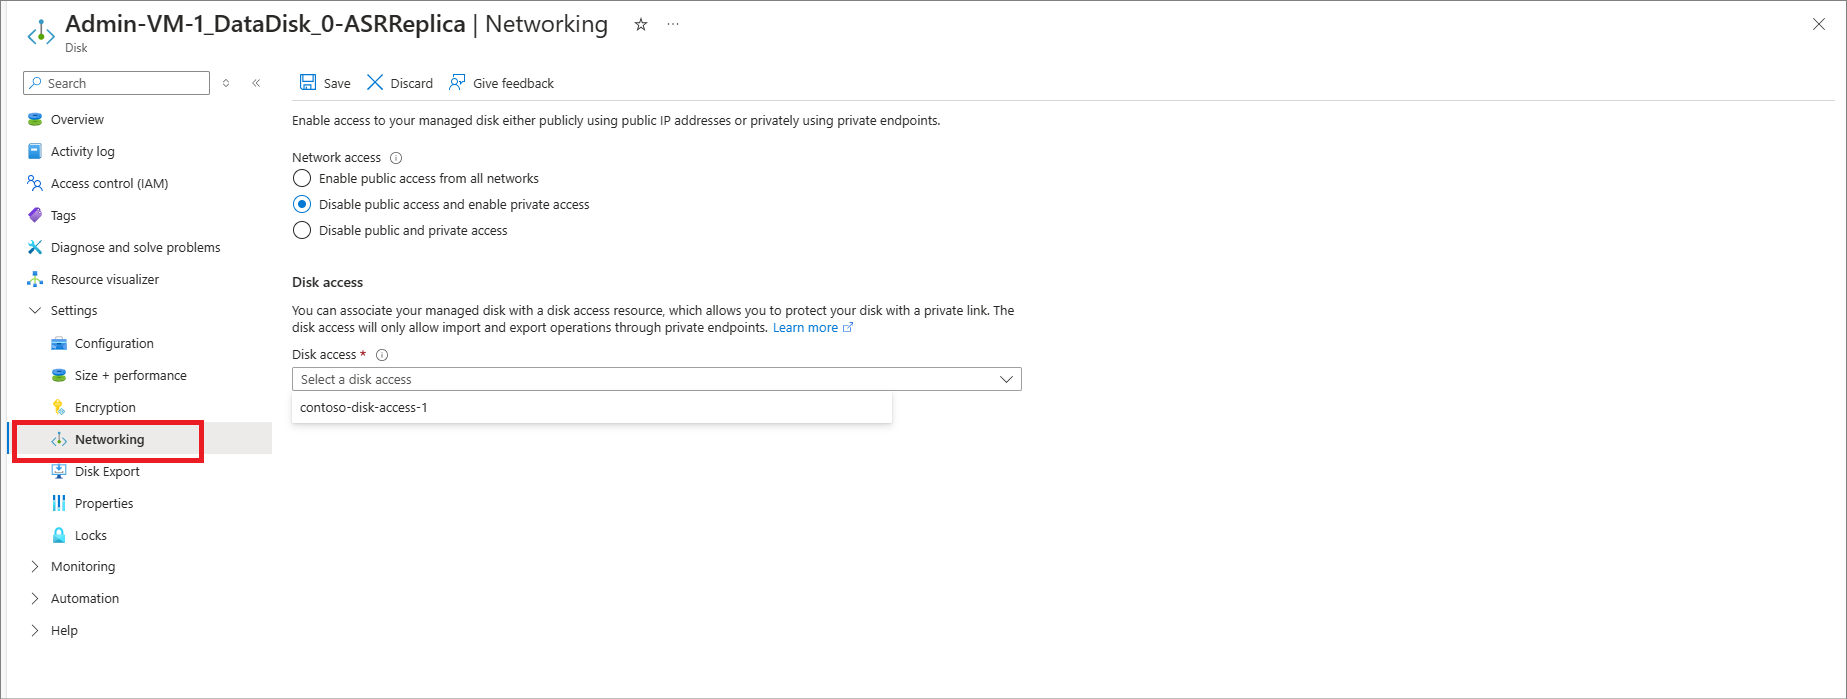 Admin-VM-1_DataDisk_0-ASRReplica | Networking
Disk
Search
Save Discard Give feedback
Overview
Activity log
Access control (IAM)
Tags
Diagnose and solve problems
Resource visualizer
Settings
Configuration
Size + performance
Encryption
Networking
Disk Export
Properties
Locks
Monitoring
Automation
Help
Enable access to your managed disk either publicly using public IP addresses or privately using private endpoints.
Network access
Enable public access from all networks
Disable public access and enable private access
Disable public and private access
Disk access
You can associate your managed disk with a disk access resource, which allows you to protect your disk with a private link. The
disk access will only allow import and export operations through private endpoints. Learn more
Disk access *
Select a disk access
contoso-disk-access-1